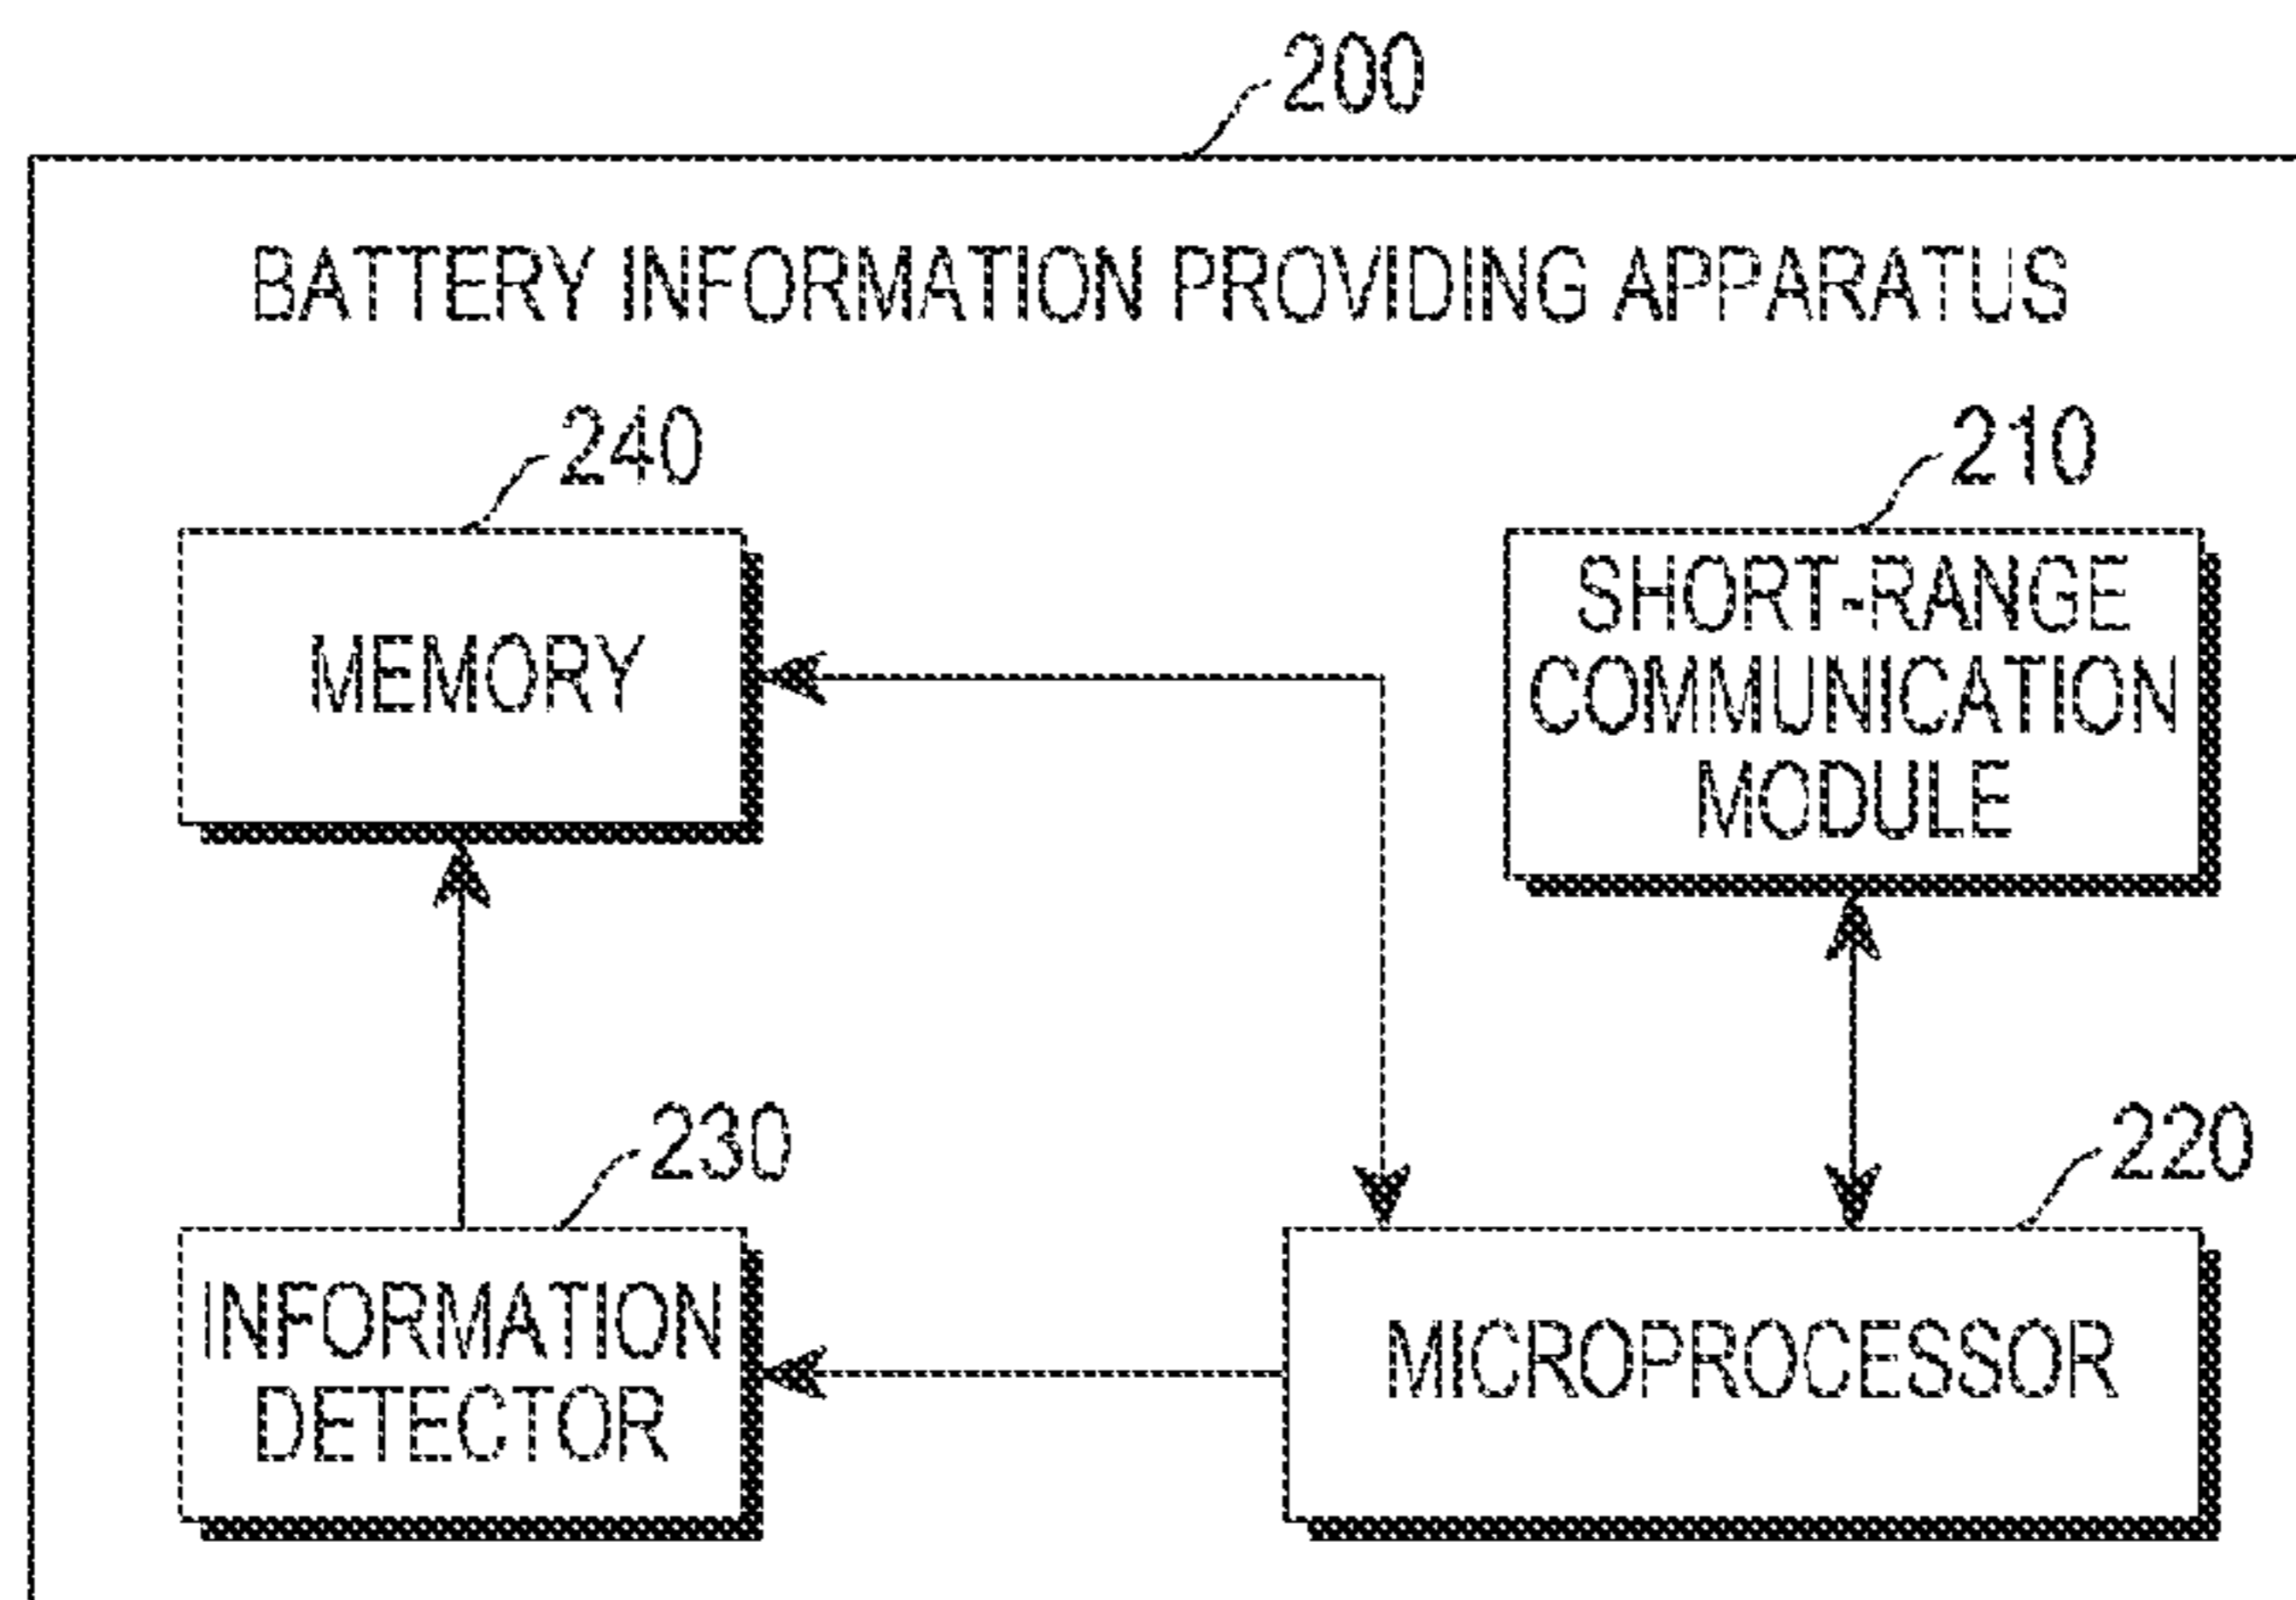 200
BATTERY INFORMATION PROVIDING APPARATUS
240
210
MEMORY
SHORT-RANGE
COMMUNICATION
MODULE
230
220
INFORMATION
DETECTOR
MICROPROCESSOR